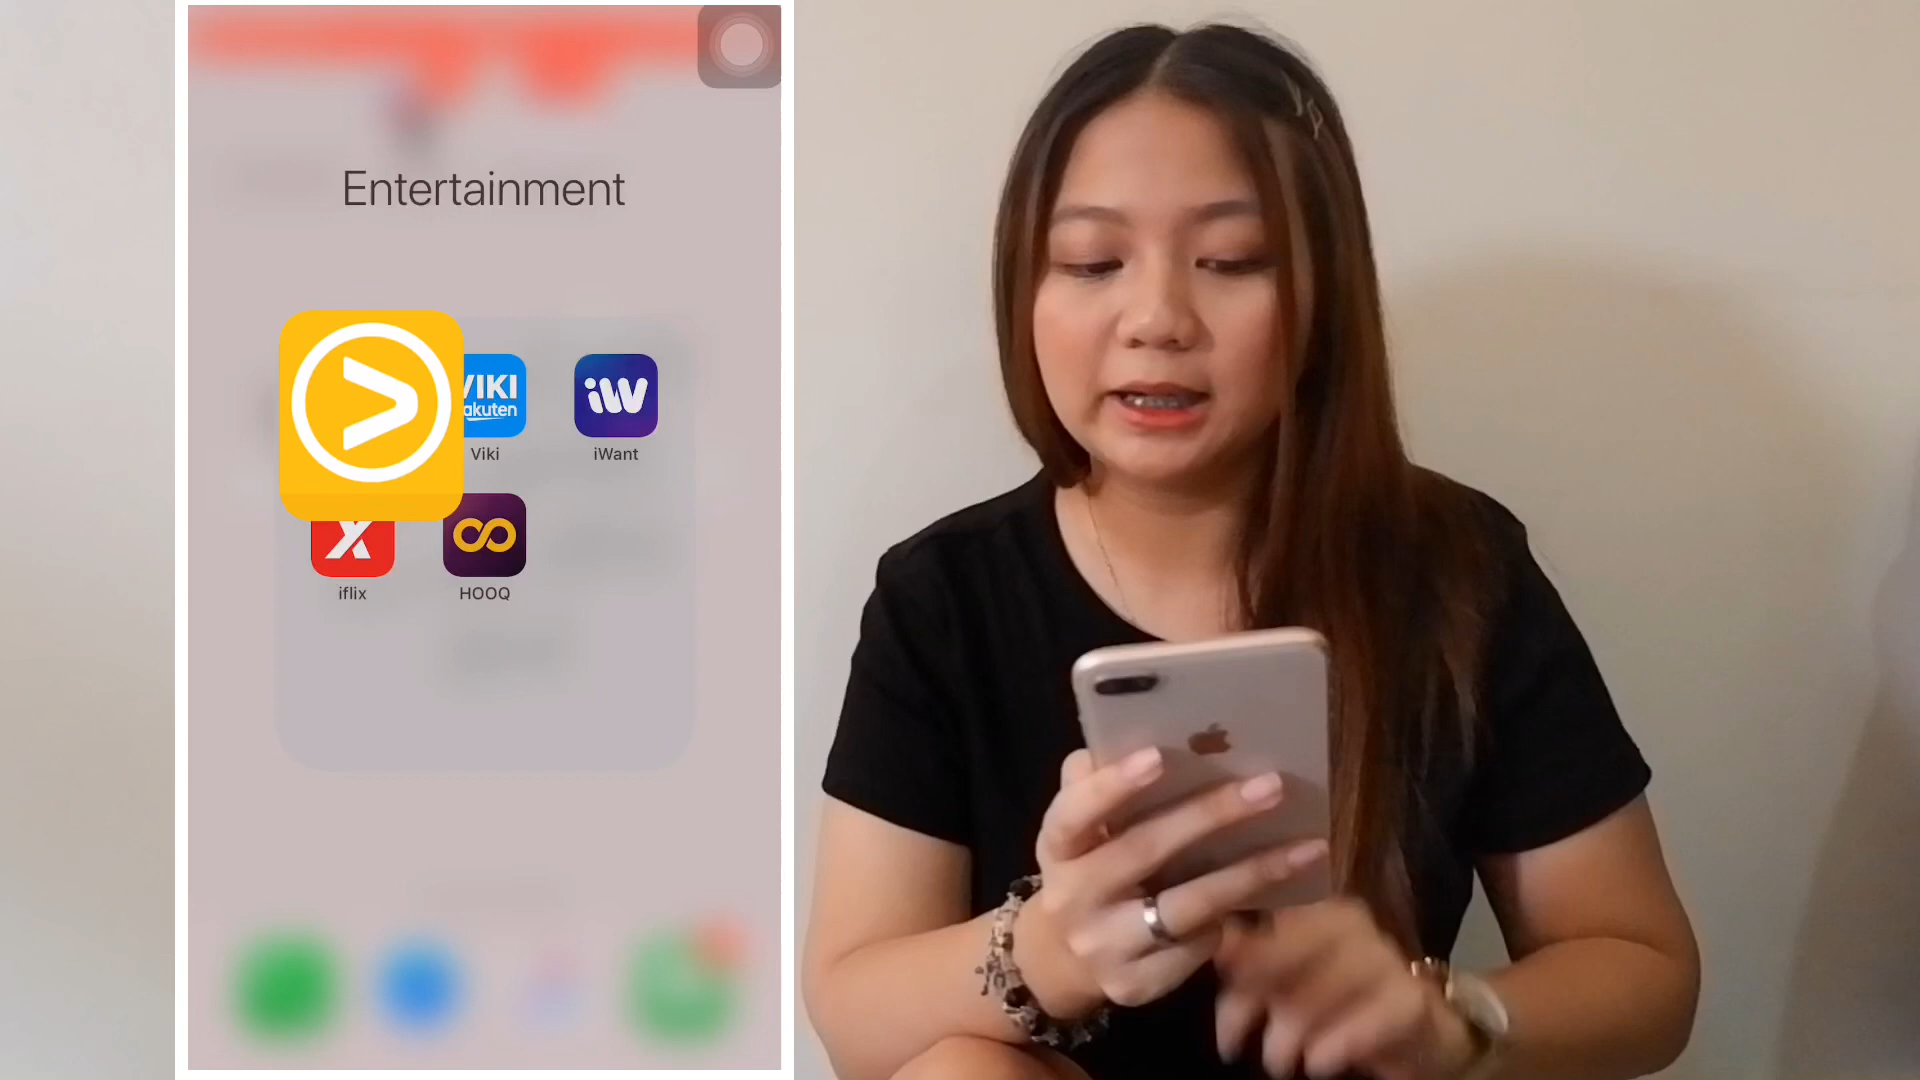 Entertainment
VIKI
akuten
iW
Viki
iWant
iflix
HOOQ